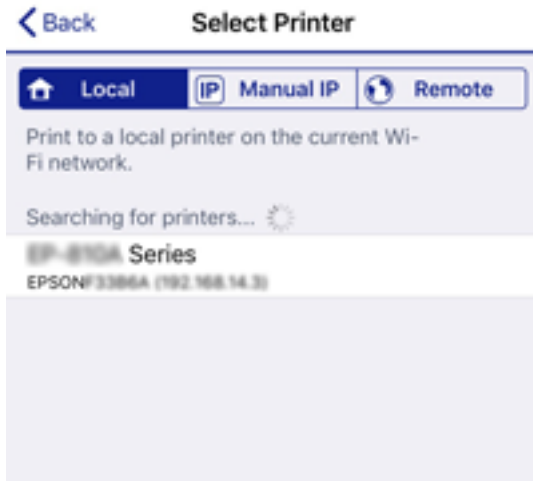 Back Select Printer
Local IP Manual IP Remote
Print to a local printer on the current Wi-
Fi network.
Searching for printers...
Series
EPSON